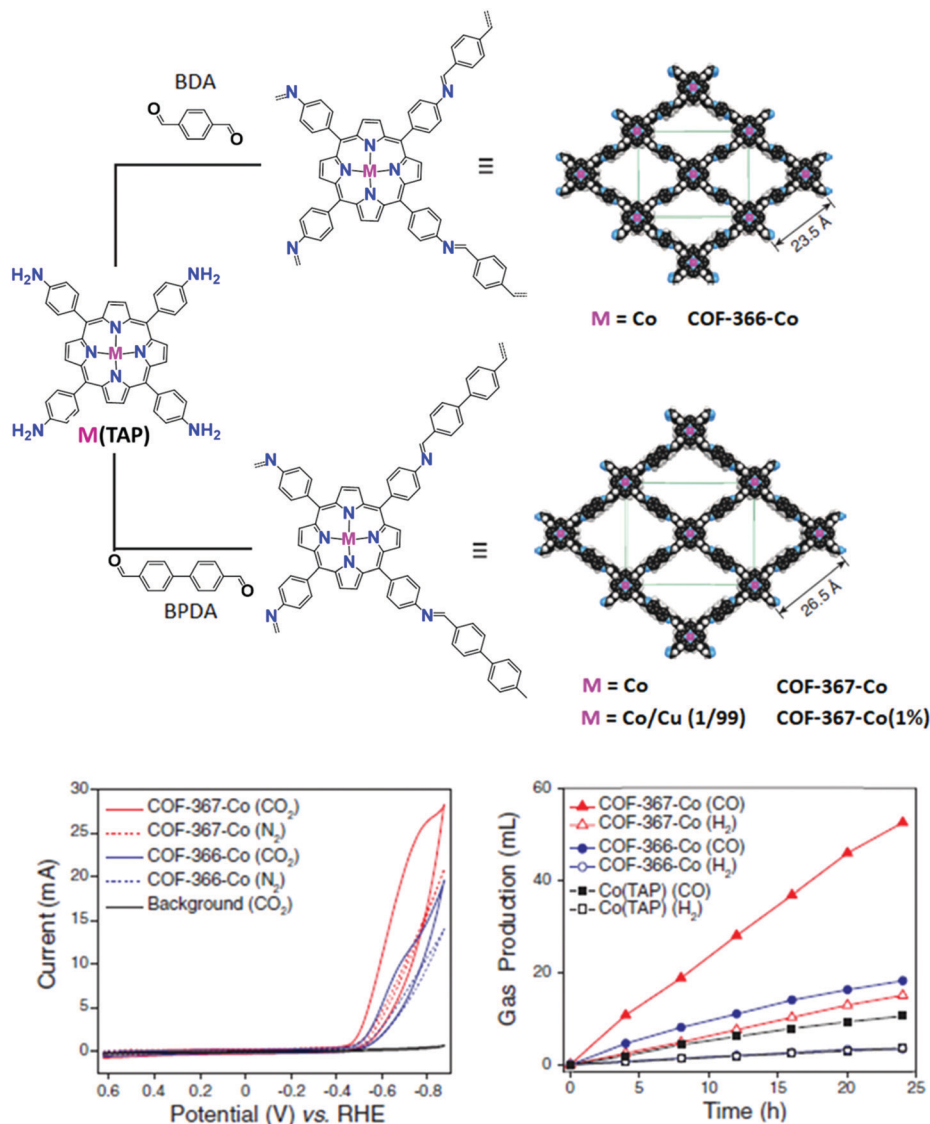 BDA
O
O
N
N
M
N
N
N
N
N
N
≡
23.5 Å
M = Co COF-366-Co
H2N
NH2
N
N
M
N
N
H2N
NH2
M(TAP)
O
O
BPDA
N
N
N
N
M
N
N
N
N
≡
26.5 Å
M = Co COF-367-Co
M = Co/Cu (1/99) COF-367-Co(1%)
30
25
20
15
10
5
0
Current (mA)
COF-367-Co (CO2)
COF-367-Co (N2)
COF-366-Co (CO2)
COF-366-Co (N2)
Background (CO2)
0.6 0.4 0.2 0.0 -0.2 -0.4 -0.6 -0.8
Potential (V) vs. RHE
60
40
20
0
Gas Production (mL)
COF-367-Co (CO)
COF-367-Co (H2)
COF-366-Co (CO)
COF-366-Co (H2)
Co(TAP) (CO)
Co(TAP) (H2)
0 5 10 15 20 25
Time (h)